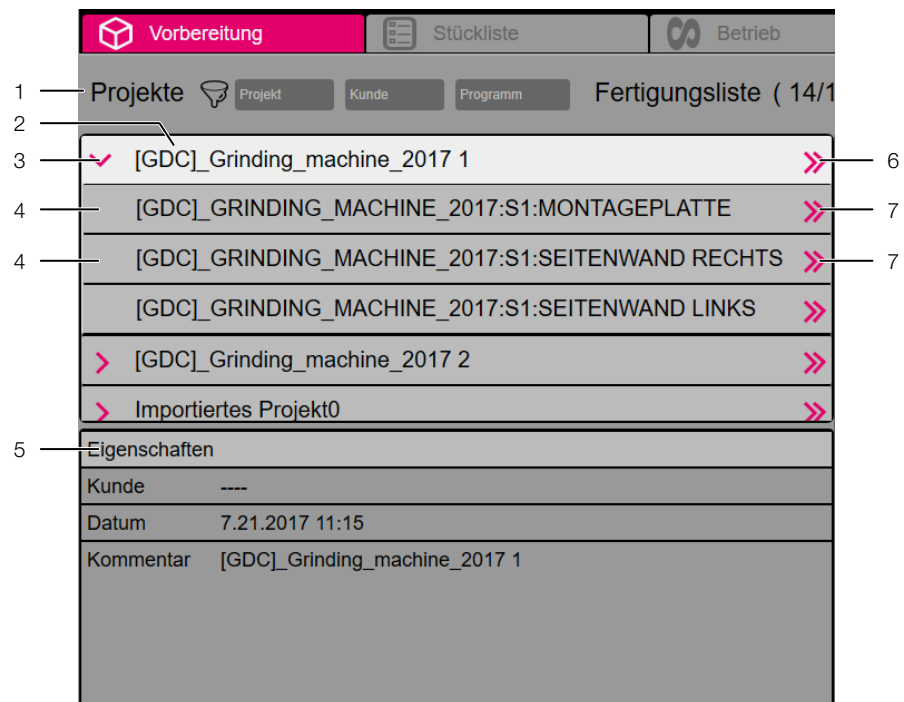 Vorbereitung Stückliste Betrieb
1 Projekte Projekt Kunde Programm Fertigungsliste ( 14/1
2
3 [GDC]_Grinding_machine_2017 1 6
4 [GDC]_GRINDING_MACHINE_2017:S1:MONTAGEPLATTE 7
4 [GDC]_GRINDING_MACHINE_2017:S1:SEITENWAND RECHTS 7
[GDC]_GRINDING_MACHINE_2017:S1:SEITENWAND LINKS
[GDC]_Grinding_machine_2017 2
Importiertes Projekt0
5 Eigenschaften
Kunde ----
Datum 7.21.2017 11:15
Kommentar [GDC]_Grinding_machine_2017 1